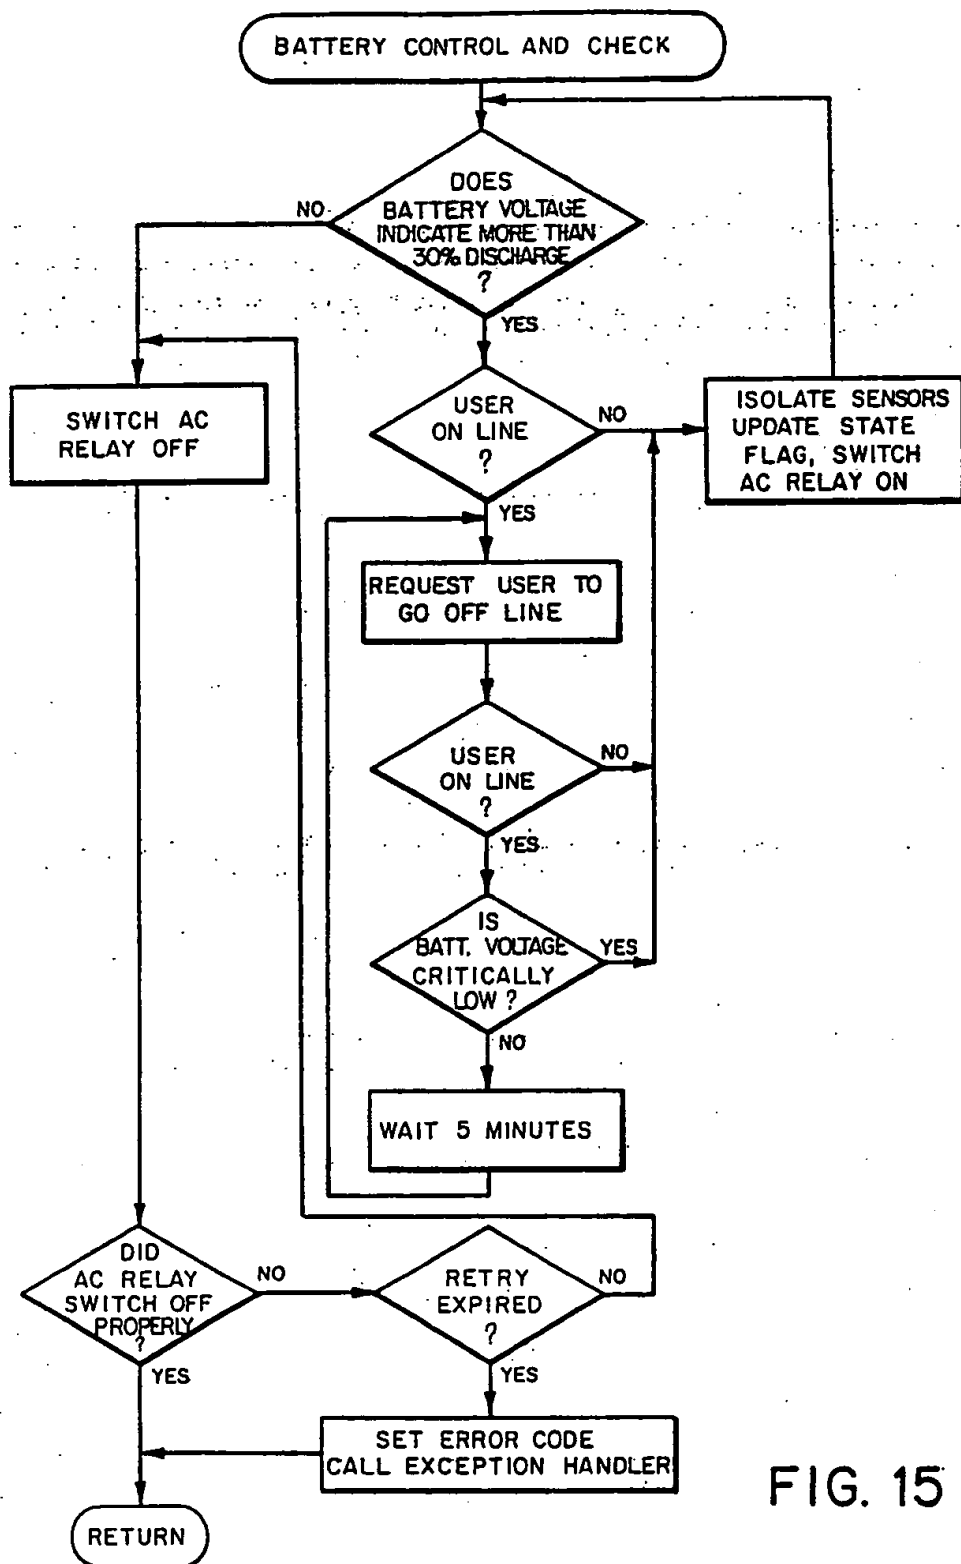 BATTERY CONTROL AND CHECK
DOES
BATTERY VOLTAGE
INDICATE MORE THAN
30% DISCHARGE
?
NO
YES
SWITCH AC
RELAY OFF
USER
ON LINE
?
NO
YES
ISOLATE SENSORS
UPDATE STATE
FLAG, SWITCH
AC RELAY ON
REQUEST USER TO
GO OFF LINE
USER
ON LINE
?
NO
YES
IS
BATT. VOLTAGE
CRITICALLY
LOW ?
YES
NO
WAIT 5 MINUTES
DID
AC RELAY
SWITCH OFF
PROPERLY
?
NO
YES
RETRY
EXPIRED
?
NO
YES
SET ERROR CODE
CALL EXCEPTION HANDLER
RETURN
FIG. 15